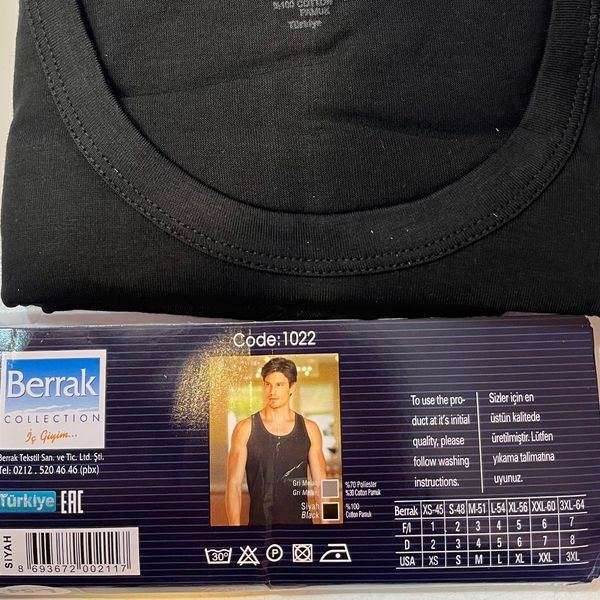 %100 COTTON
PAMUK
Türkiye
Code:1022
Berrak
COLLECTION
İç Giyim...
Berrak Tekstil San. ve Tic. Ltd. Şti.
Tel: 0212 . 520 46 46 (pbx)
Türkiye EAC
SİYAH
8 693672 002117
Gri Melanj
Gri Melanj
%70 Poliester
%30 Cotton Pamuk
Siyah
Black
%100
Cotton Pamuk
30°
P
To use the pro-
duct at it's initial
quality, please
follow washing
instructions.
Sizler için en
üstün kalitede
üretilmiştir. Lütfen
yıkama talimatına
uyunuz.
Berrak XS-45 S-48 M-51 L-54 XL-56 XXL-60 3XL-64
F/I 1 2 3 4 5 6 7
D 2 3 4 5 6 7 8
USA XS S M L XL XXL 3XL